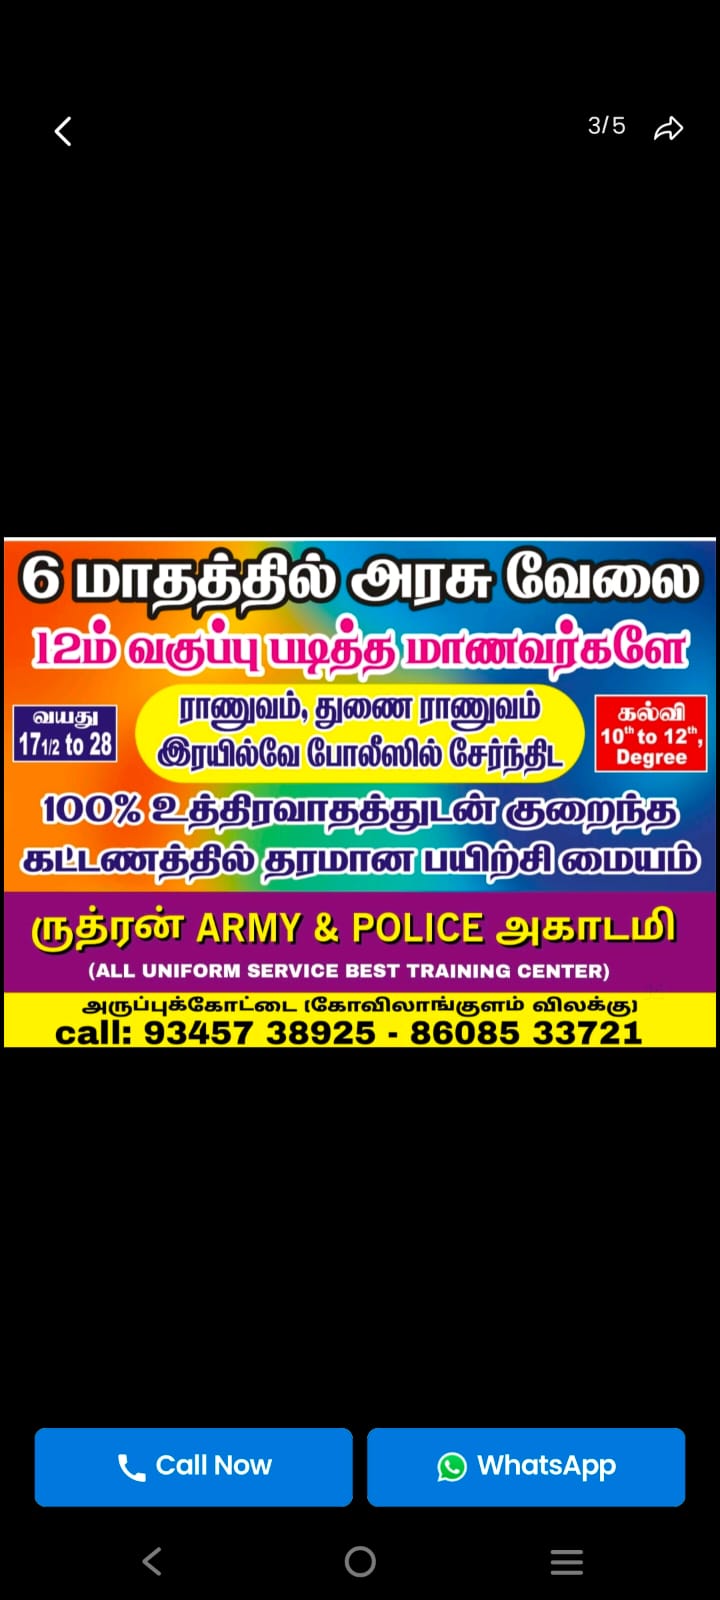 3/5
6 மாதத்தில் அரசு வேலை
12ம் வகுப்பு படித்த மாணவர்களே
வயது
17 1/2 to 28
ராணுவம், துணை ராணுவம்
இரயில்வே போலீஸில் சேர்ந்திட
கல்வி
10th to 12th,
Degree
100% உத்திரவாதத்துடன் குறைந்த
கட்டணத்தில் தரமான பயிற்சி மையம்
ருத்ரன் ARMY & POLICE அகாடமி
(ALL UNIFORM SERVICE BEST TRAINING CENTER)
அருப்புக்கோட்டை (கோவிலாங்குளம் விலக்கு)
call: 93457 38925 - 86085 33721
Call Now
WhatsApp